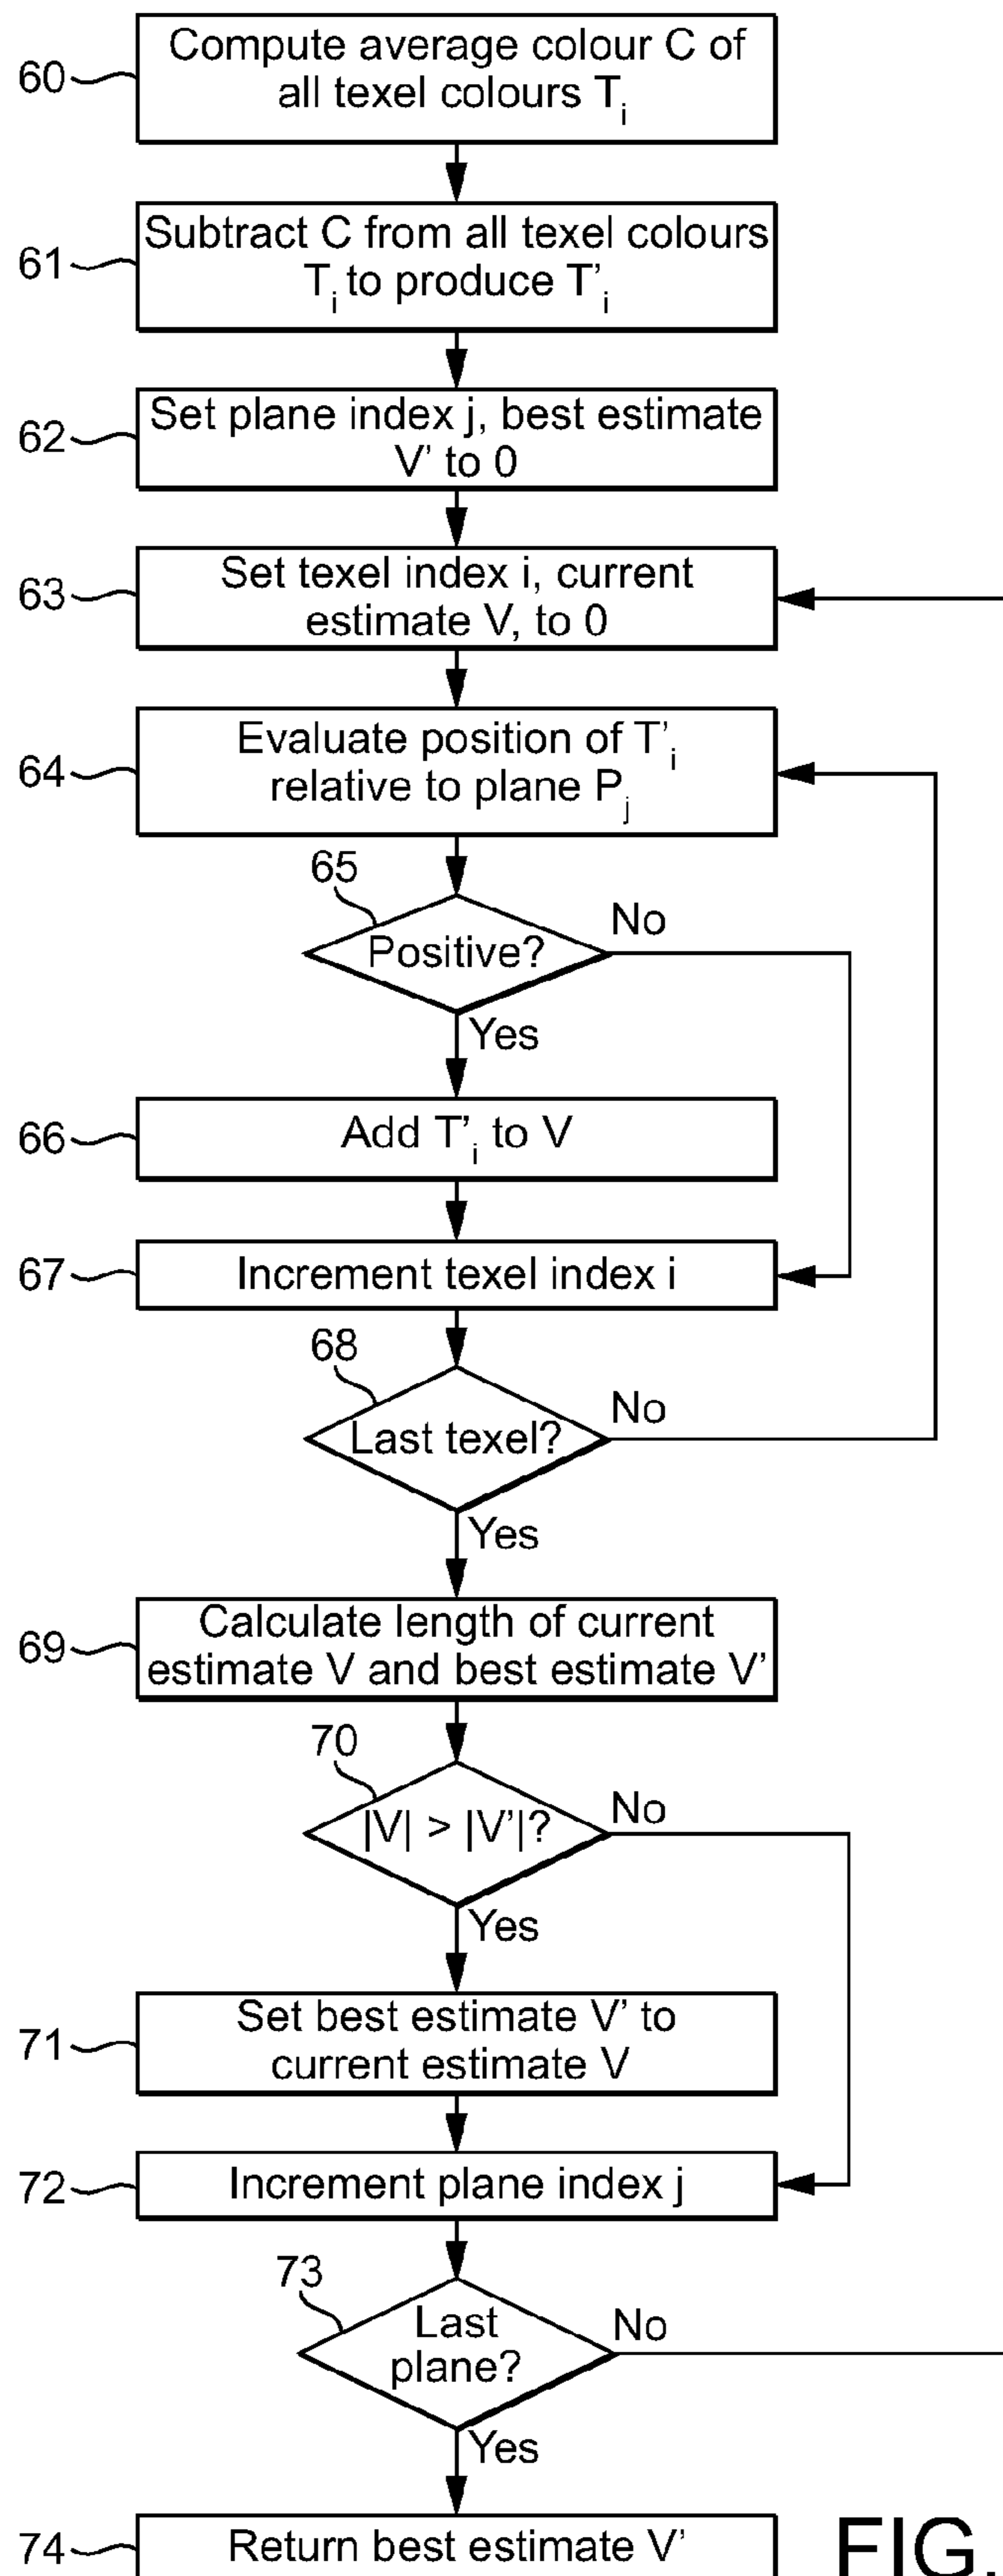 60
Compute average colour C of
all texel colours Tᵢ
61
Subtract C from all texel colours
Tᵢ to produce T’ᵢ
62
Set plane index j, best estimate
V’ to 0
63
Set texel index i, current
estimate V, to 0
64
Evaluate position of T’ᵢ
relative to plane Pⱼ
65
Positive?
No
Yes
66
Add T’ᵢ to V
67
Increment texel index i
68
Last texel?
No
Yes
69
Calculate length of current
estimate V and best estimate V’
70
|V| > |V’|?
No
Yes
71
Set best estimate V’ to
current estimate V
72
Increment plane index j
73
Last
plane?
No
Yes
74
Return best estimate V’
FIG.